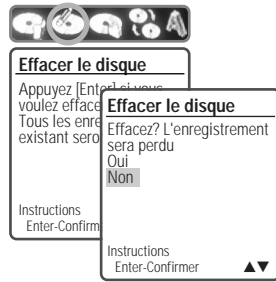 Effacer le disque
Appuyez [Enter] si vous
voulez efface
Tous les enre
existant sero
Instructions
Enter-Confirm
Effacer le disque
Effacez? L'enregistrement
sera perdu
Oui
Non
Instructions
Enter-Confirmer ▲▼